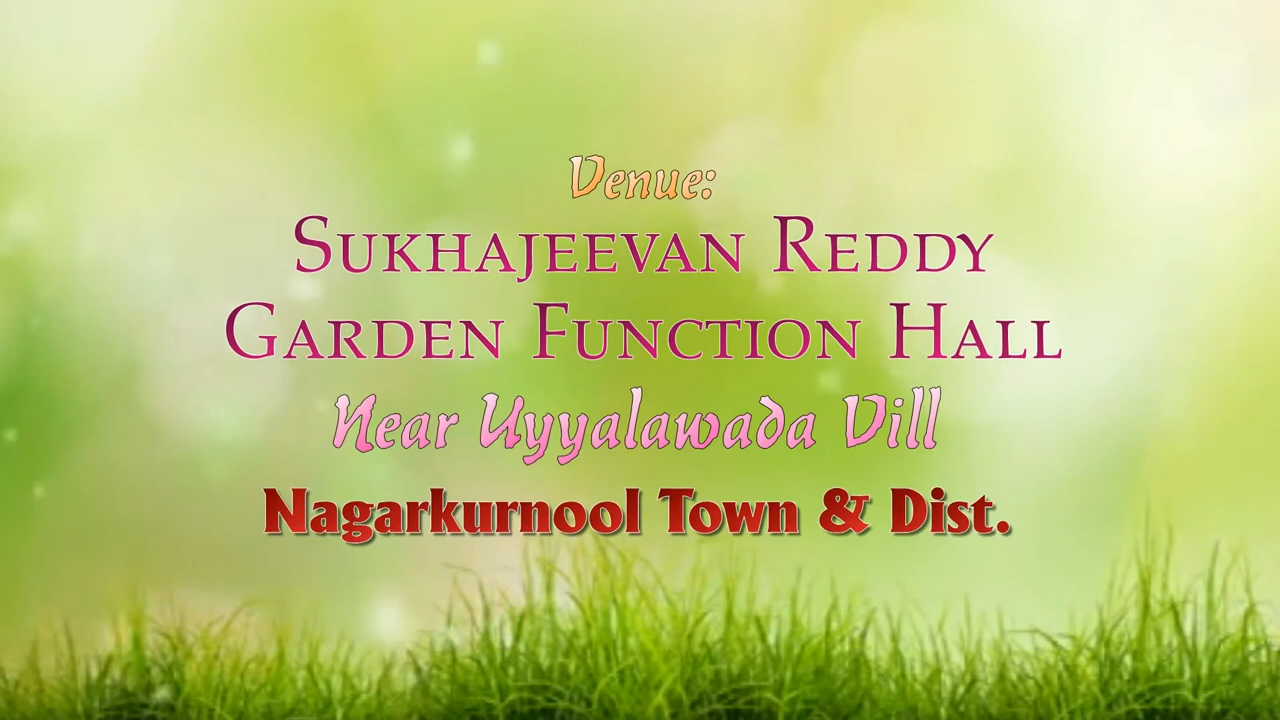 Venue:
Sukhajeevan Reddy
Garden Function Hall
Near Uyyalawada Vill
Nagarkurnool Town & Dist.